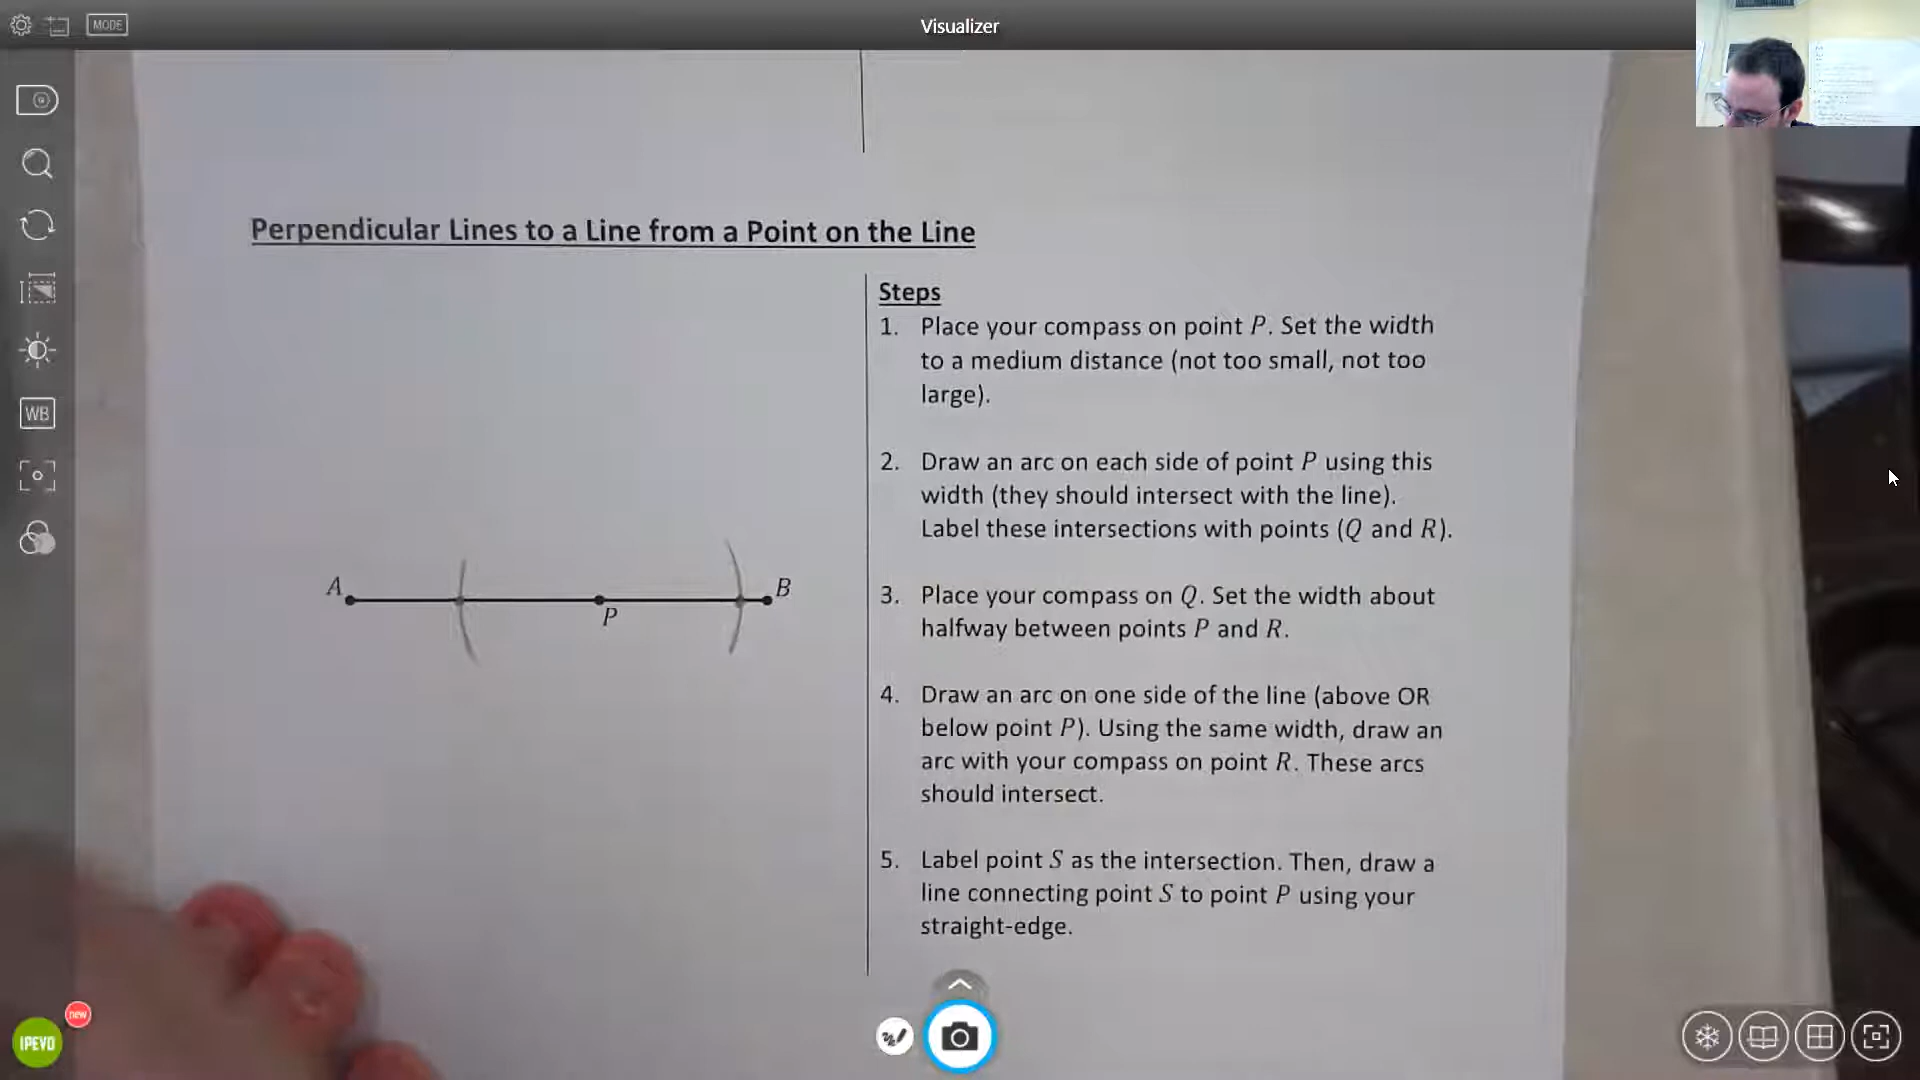 MODE
Visualizer
WB
Perpendicular Lines to a Line from a Point on the Line
Steps
1. Place your compass on point P. Set the width
to a medium distance (not too small, not too
large).
2. Draw an arc on each side of point P using this
width (they should intersect with the line).
Label these intersections with points (Q and R).
A
B
P
3. Place your compass on Q. Set the width about
halfway between points P and R.
4. Draw an arc on one side of the line (above OR
below point P). Using the same width, draw an
arc with your compass on point R. These arcs
should intersect.
5. Label point S as the intersection. Then, draw a
line connecting point S to point P using your
straight-edge.
new
IPEVO